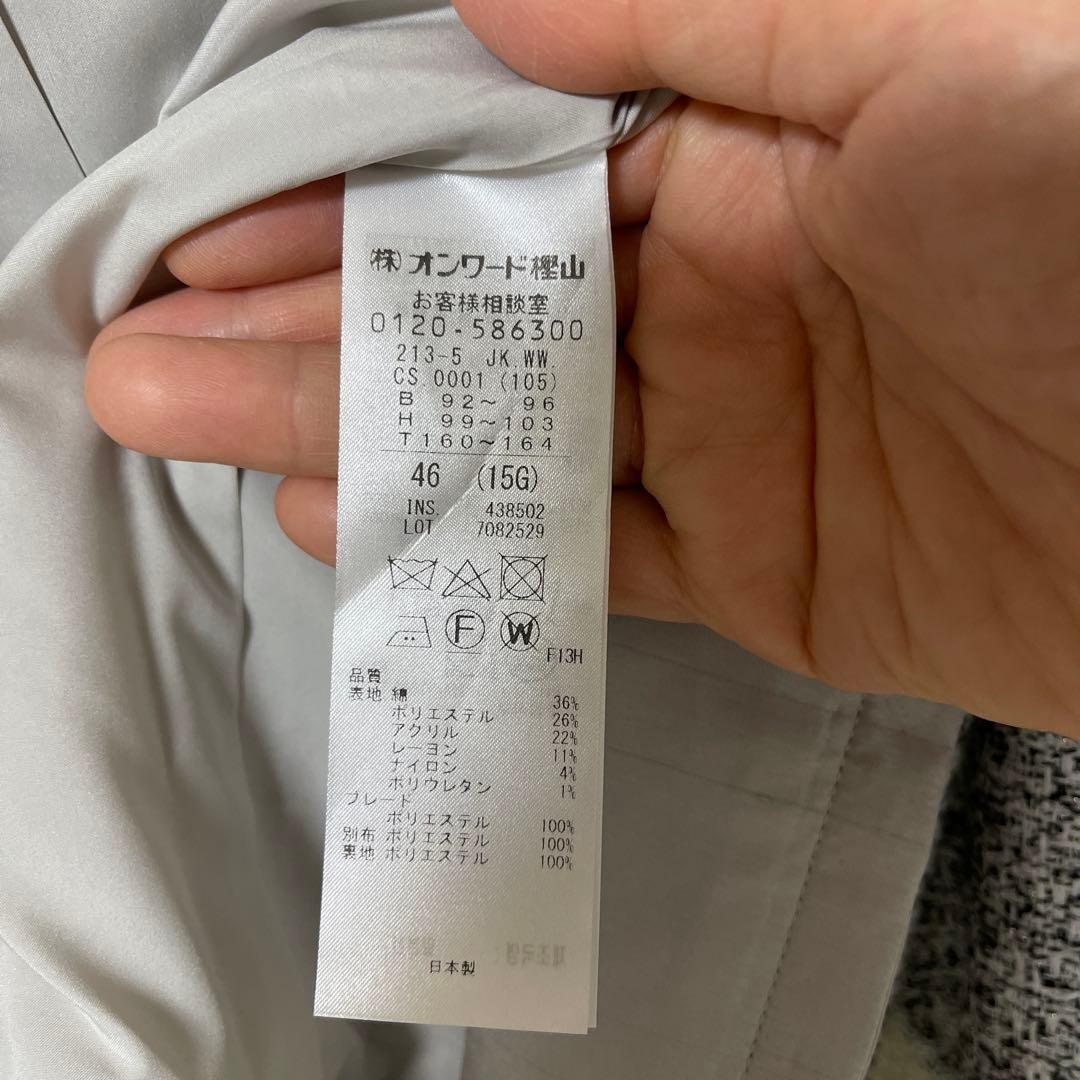 ㈱オンワード樫山
お客様相談室
0120-586300
213-5 JK.WW.
CS.0001 (105)
B 92～ 96
H 99～103
T160～164
46 (15G)
INS. 438502
LOT 7082529
F
W
F13H
品質
表地 綿 36%
ポリエステル 26%
アクリル 22%
レーヨン 11%
ナイロン 4%
ポリウレタン 1%
ブレード
ポリエステル 100%
別布 ポリエステル 100%
裏地 ポリエステル 100%
日本製